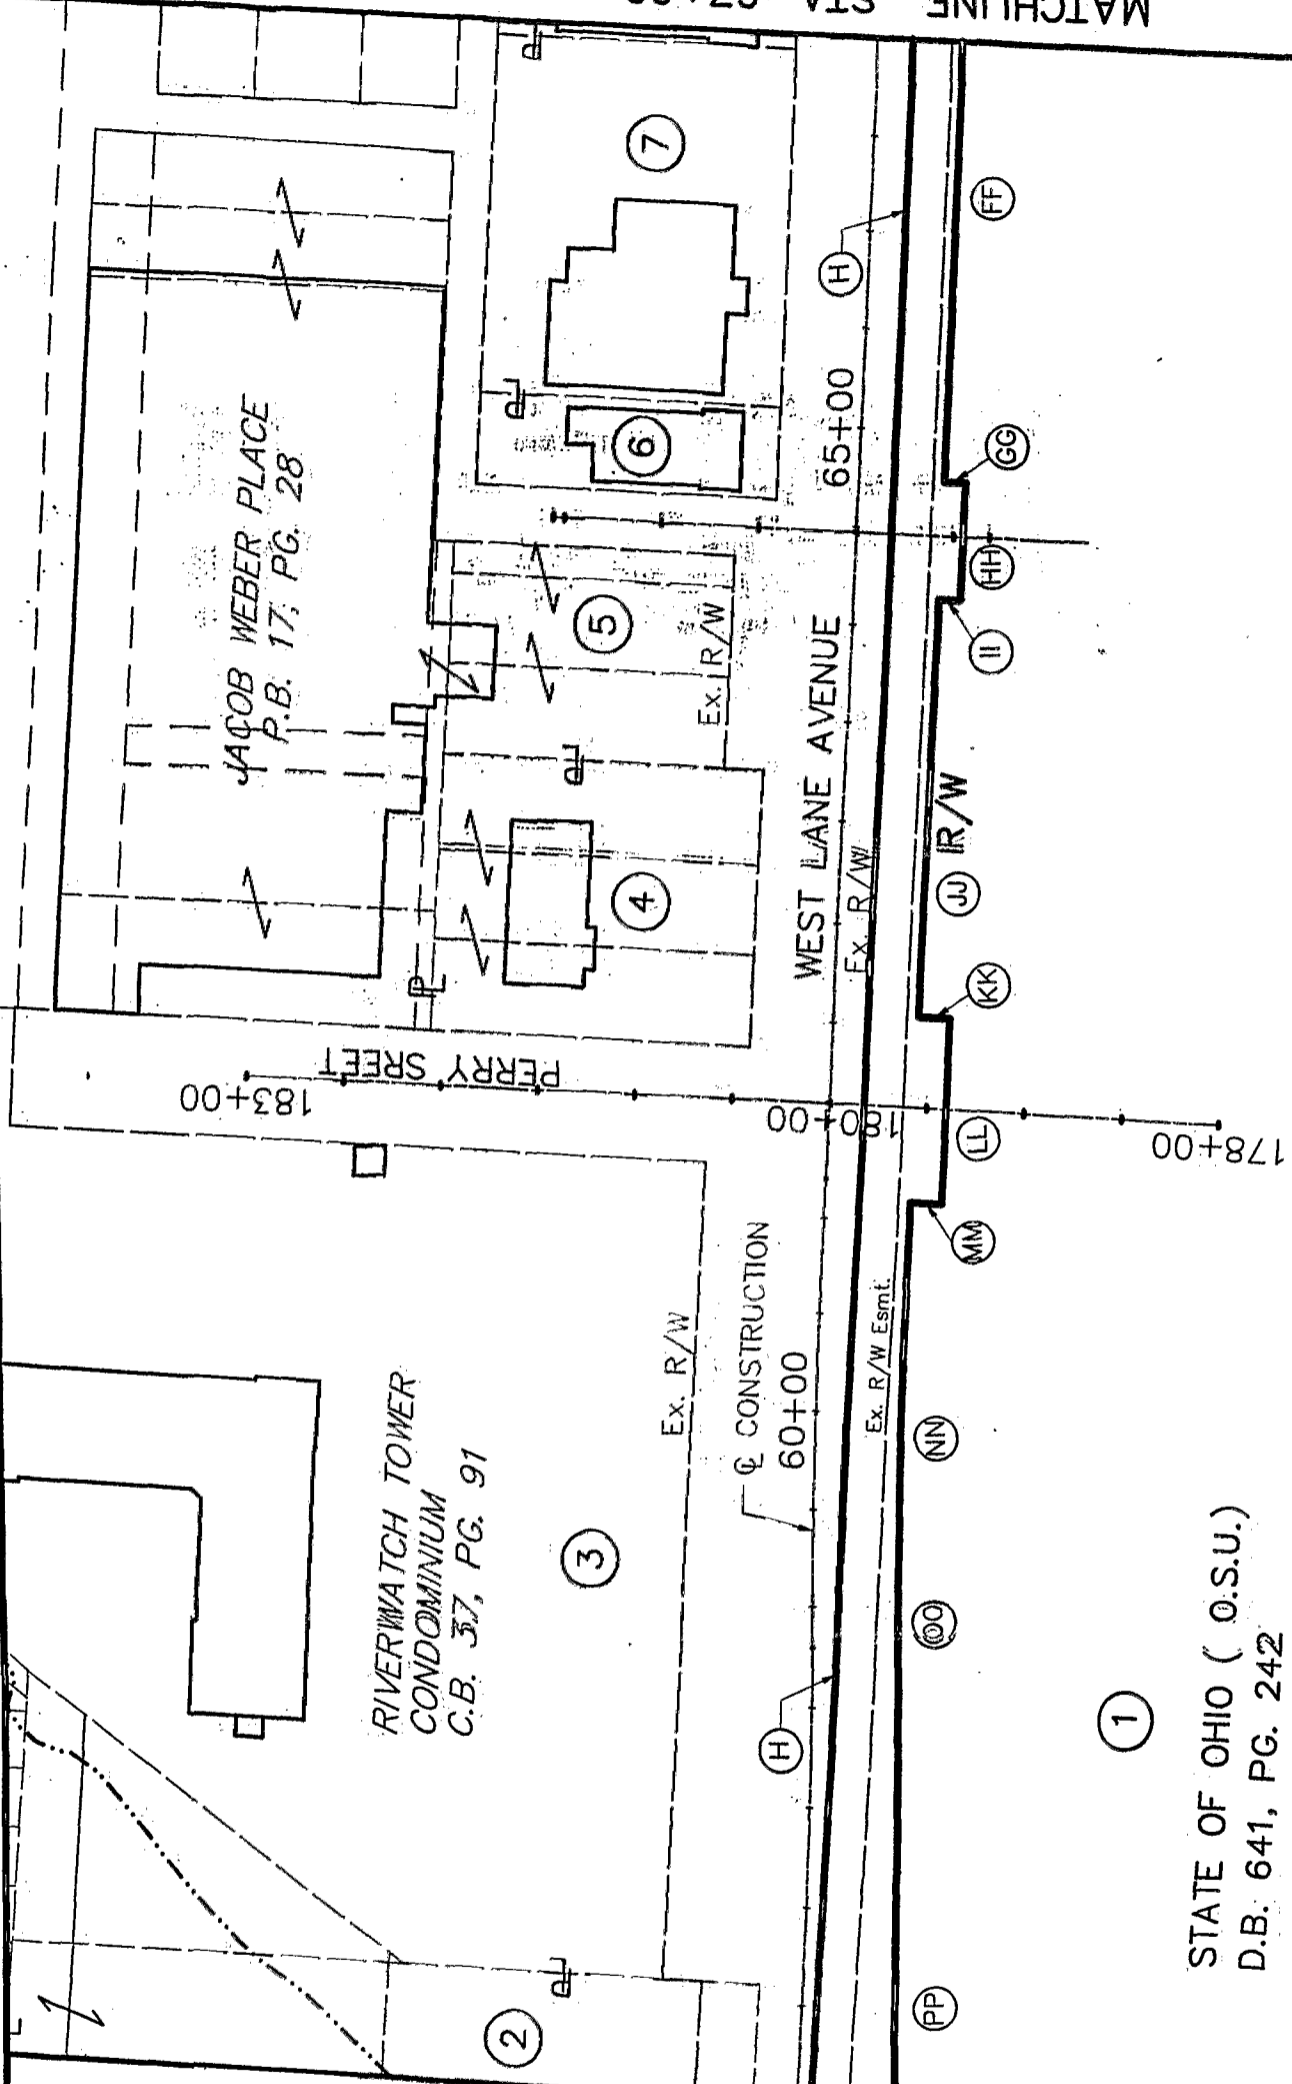 MATCHLINE STA
7
FF
H
JACOB WEBER PLACE
P.B. 17, PG. 28
6
65+00
GG
HH
5
Ex. R/W
II
WEST LANE AVENUE
4
Ex. R/W
JJ
R/W
KK
PERRY SREET
183+00
180+00
178+00
LL
MM
RIVERWATCH TOWER
CONDOMINIUM
C.B. 37, PG. 91
Ex. R/W
℄ CONSTRUCTION
60+00
Ex. R/W Esmt.
NN
3
OO
H
1
STATE OF OHIO ( O.S.U.)
D.B. 641, PG. 242
2
PP